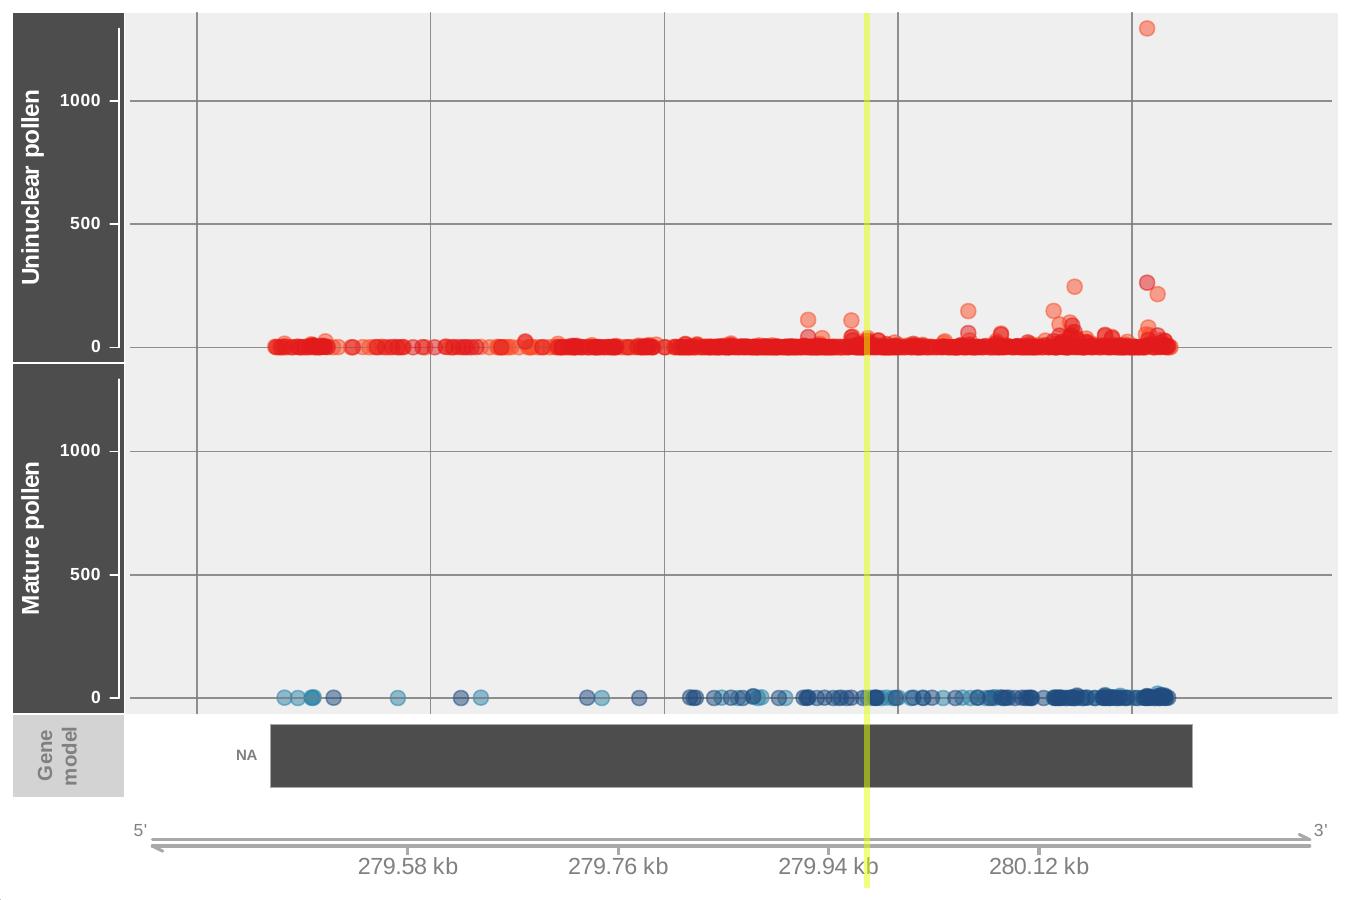 Uninuclear pollen
1000
500
0
Mature pollen
1000
500
0
Gene
model
NA
5'
3'
279.58 kb
279.76 kb
279.94 kb
280.12 kb